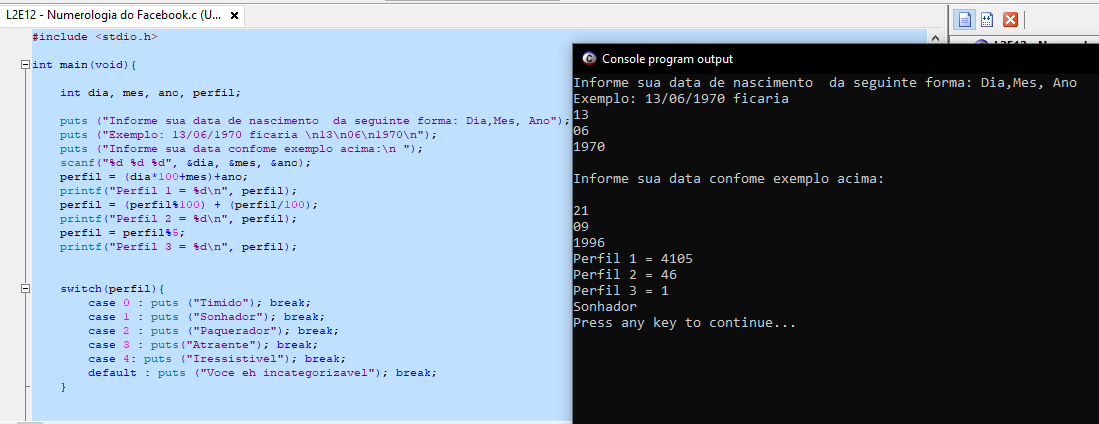 L2E12 - Numerologia do Facebook.c (U...
#include <stdio.h>
int main(void){
int dia, mes, ano, perfil;
puts ("Informe sua data de nascimento  da seguinte forma: Dia,Mes, Ano");
puts ("Exemplo: 13/06/1970 ficaria \n13\n06\n1970\n");
puts ("Informe sua data confome exemplo acima:\n ");
scanf("%d %d %d", &dia, &mes, &ano);
perfil = (dia*100+mes)+ano;
printf("Perfil 1 = %d\n", perfil);
perfil = (perfil%100) + (perfil/100);
printf("Perfil 2 = %d\n", perfil);
perfil = perfil%5;
printf("Perfil 3 = %d\n", perfil);
switch(perfil){
case 0 : puts ("Timido"); break;
case 1 : puts ("Sonhador"); break;
case 2 : puts ("Paquerador"); break;
case 3 : puts("Atraente"); break;
case 4: puts ("Iressistivel"); break;
default : puts ("Voce eh incategorizavel"); break;
}
Console program output
Informe sua data de nascimento  da seguinte forma: Dia,Mes, Ano
Exemplo: 13/06/1970 ficaria
13
06
1970
Informe sua data confome exemplo acima:
21
09
1996
Perfil 1 = 4105
Perfil 2 = 46
Perfil 3 = 1
Sonhador
Press any key to continue...